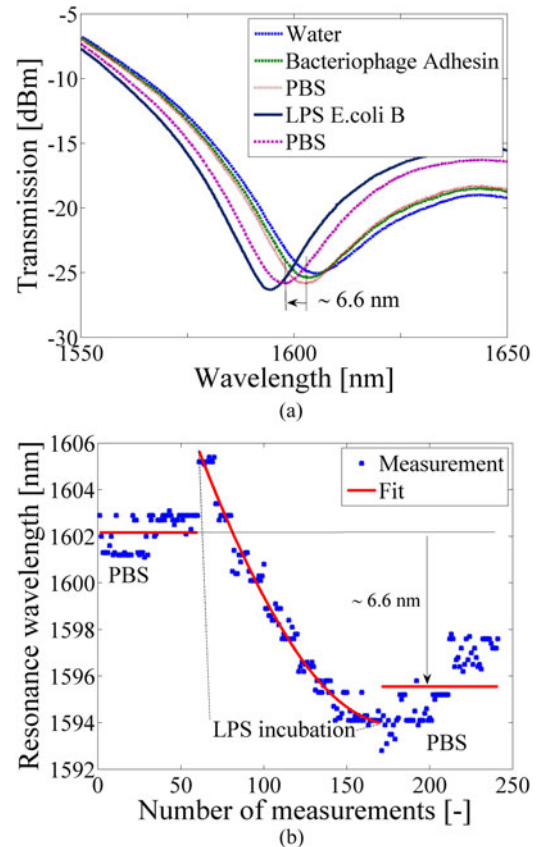 (a)
Water
Bacteriophage Adhesin
PBS
LPS E.coli B
PBS
Transmission [dBm]
-5
-10
-15
-20
-25
-30
~ 6.6 nm
1550
1600
1650
Wavelength [nm]
(a)
Resonance wavelength [nm]
1606
1604
1602
1600
1598
1596
1594
1592
Measurement
Fit
PBS
~ 6.6 nm
LPS incubation
PBS
0
50
100
150
200
250
Number of measurements [-]
(b)